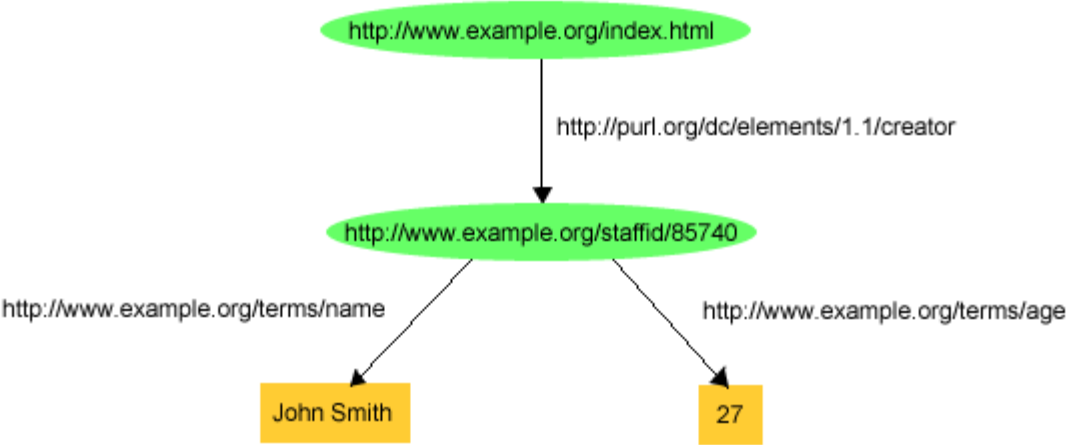 http://www.example.org/index.html
http://purl.org/dc/elements/1.1/creator
http://www.example.org/staffid/85740
http://www.example.org/terms/name
http://www.example.org/terms/age
John Smith
27